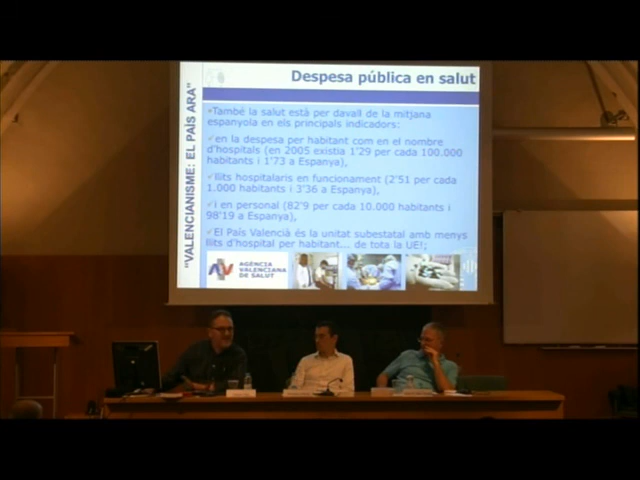 Despesa pública en salut
"VALENCIANISME: EL PAÍS ARA"
També la salut està per davall de la mitjana
espanyola en els principals indicadors:
en la despesa per habitant com en el nombre
d'hospitals (en 2005 existia 1'29 per cada 100.000
habitants i 1'73 a Espanya),
llits hospitalaris en funcionament (2'51 per cada
1.000 habitants i 3'36 a Espanya),
i en personal (82'9 per cada 10.000 habitants i
98'19 a Espanya),
El País Valencià és la unitat subestatal amb menys
llits d'hospital per habitant... de tota la UE!;
AGÈNCIA
VALENCIANA
DE SALUT